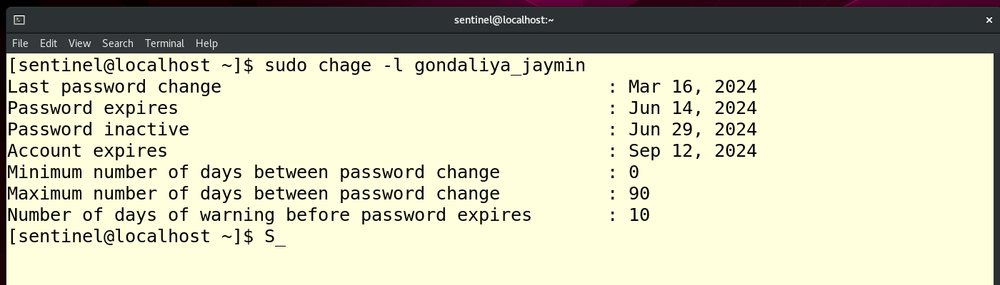 sentinel@localhost:~
File Edit View Search Terminal Help
[sentinel@localhost ~]$ sudo chage -l gondaliya_jaymin
Last password change : Mar 16, 2024
Password expires : Jun 14, 2024
Password inactive : Jun 29, 2024
Account expires : Sep 12, 2024
Minimum number of days between password change : 0
Maximum number of days between password change : 90
Number of days of warning before password expires : 10
[sentinel@localhost ~]$ S_